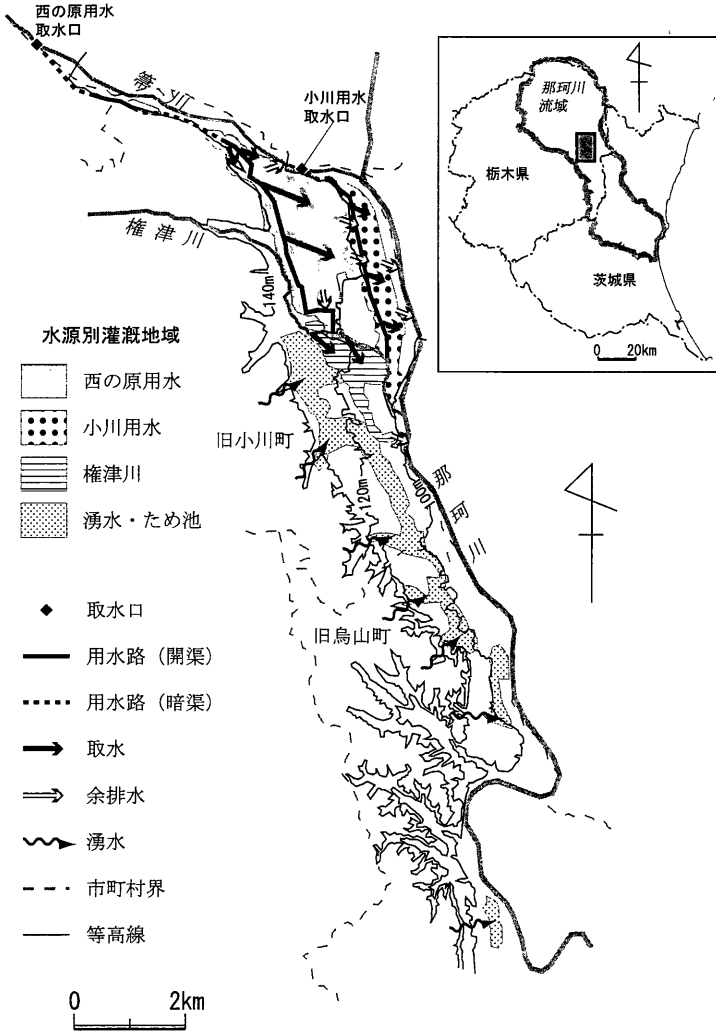 西の原用水
取水口
箒川
小川用水
取水口
那珂川
流域
栃木県
茨城県
0 20km
権津川
140m
水源別灌漑地域
西の原用水
小川用水
権津川
湧水・ため池
旧小川町
120m
100m
那珂川
旧烏山町
取水口
用水路（開渠）
用水路（暗渠）
取水
余排水
湧水
市町村界
等高線
0 2km